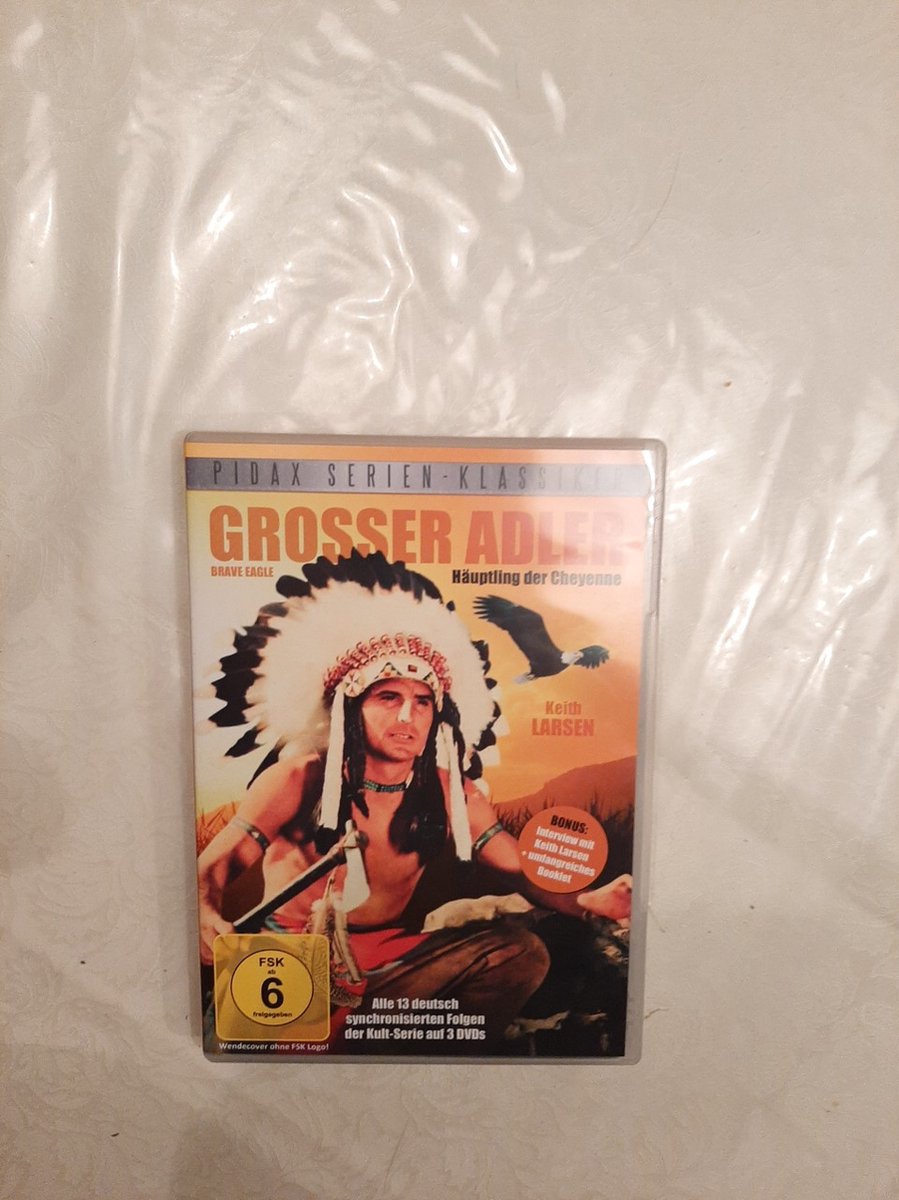 PIDAX SERIEN-KLASSIKER
GROSSER ADLER
BRAVE EAGLE
Häuptling der Cheyenne
Keith
LARSEN
BONUS:
Interview mit
Keith Larsen
+ umfangreiches
Booklet
FSK
ab
6
freigegeben
Alle 13 deutsch
synchronisierten Folgen
der Kult-Serie auf 3 DVDs
Wendecover ohne FSK Logo!